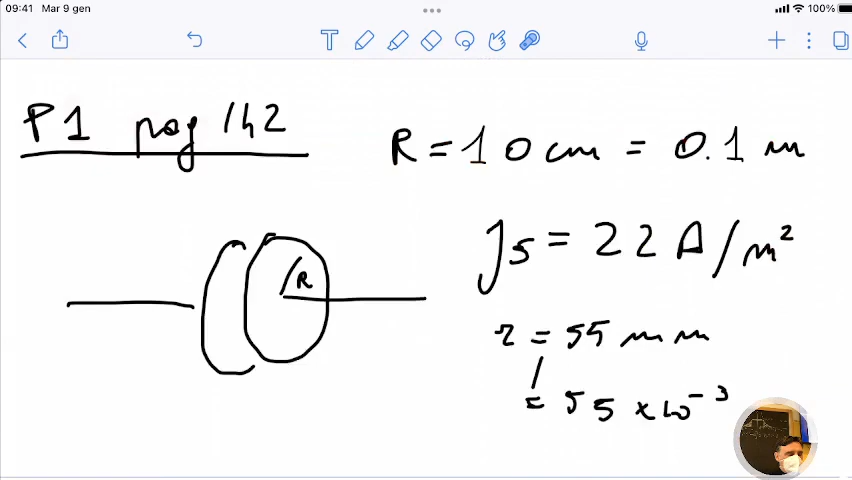 09:41 Mar 9 gen
100%
T
P1 pag 142
R = 10 cm = 0.1 m
Js = 22 A/m²
R
r = 55 mm
= 55 x10⁻³